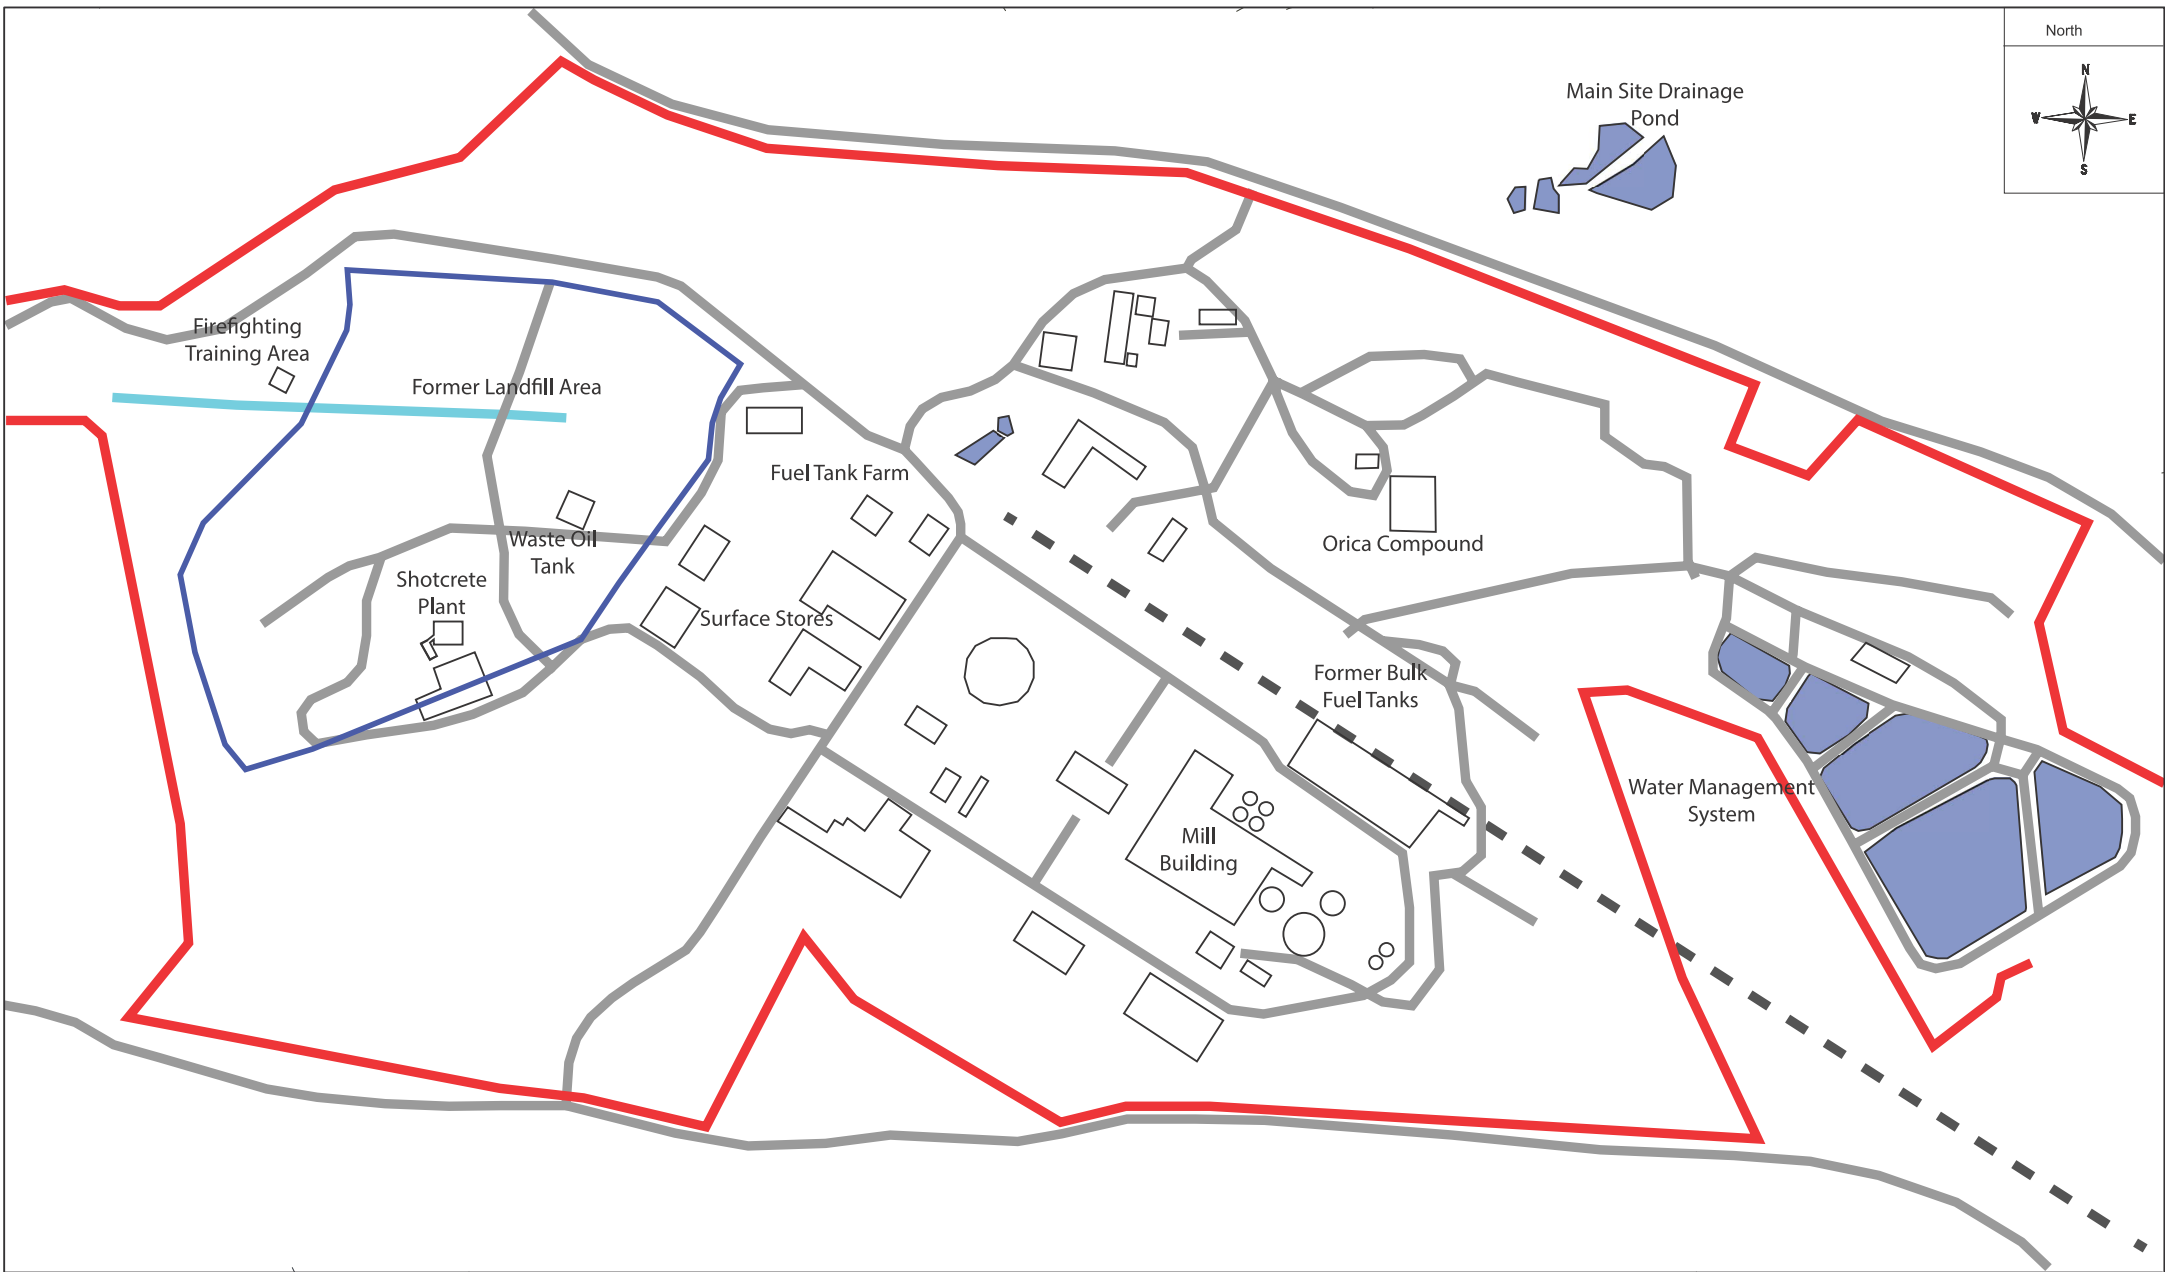 North
N
W
E
S
Main Site Drainage
Pond
Firefighting
Training Area
Former Landfill Area
Fuel Tank Farm
Waste Oil
Tank
Orica Compound
Shotcrete
Plant
Surface Stores
Former Bulk
Fuel Tanks
Water Management
System
Mill
Building